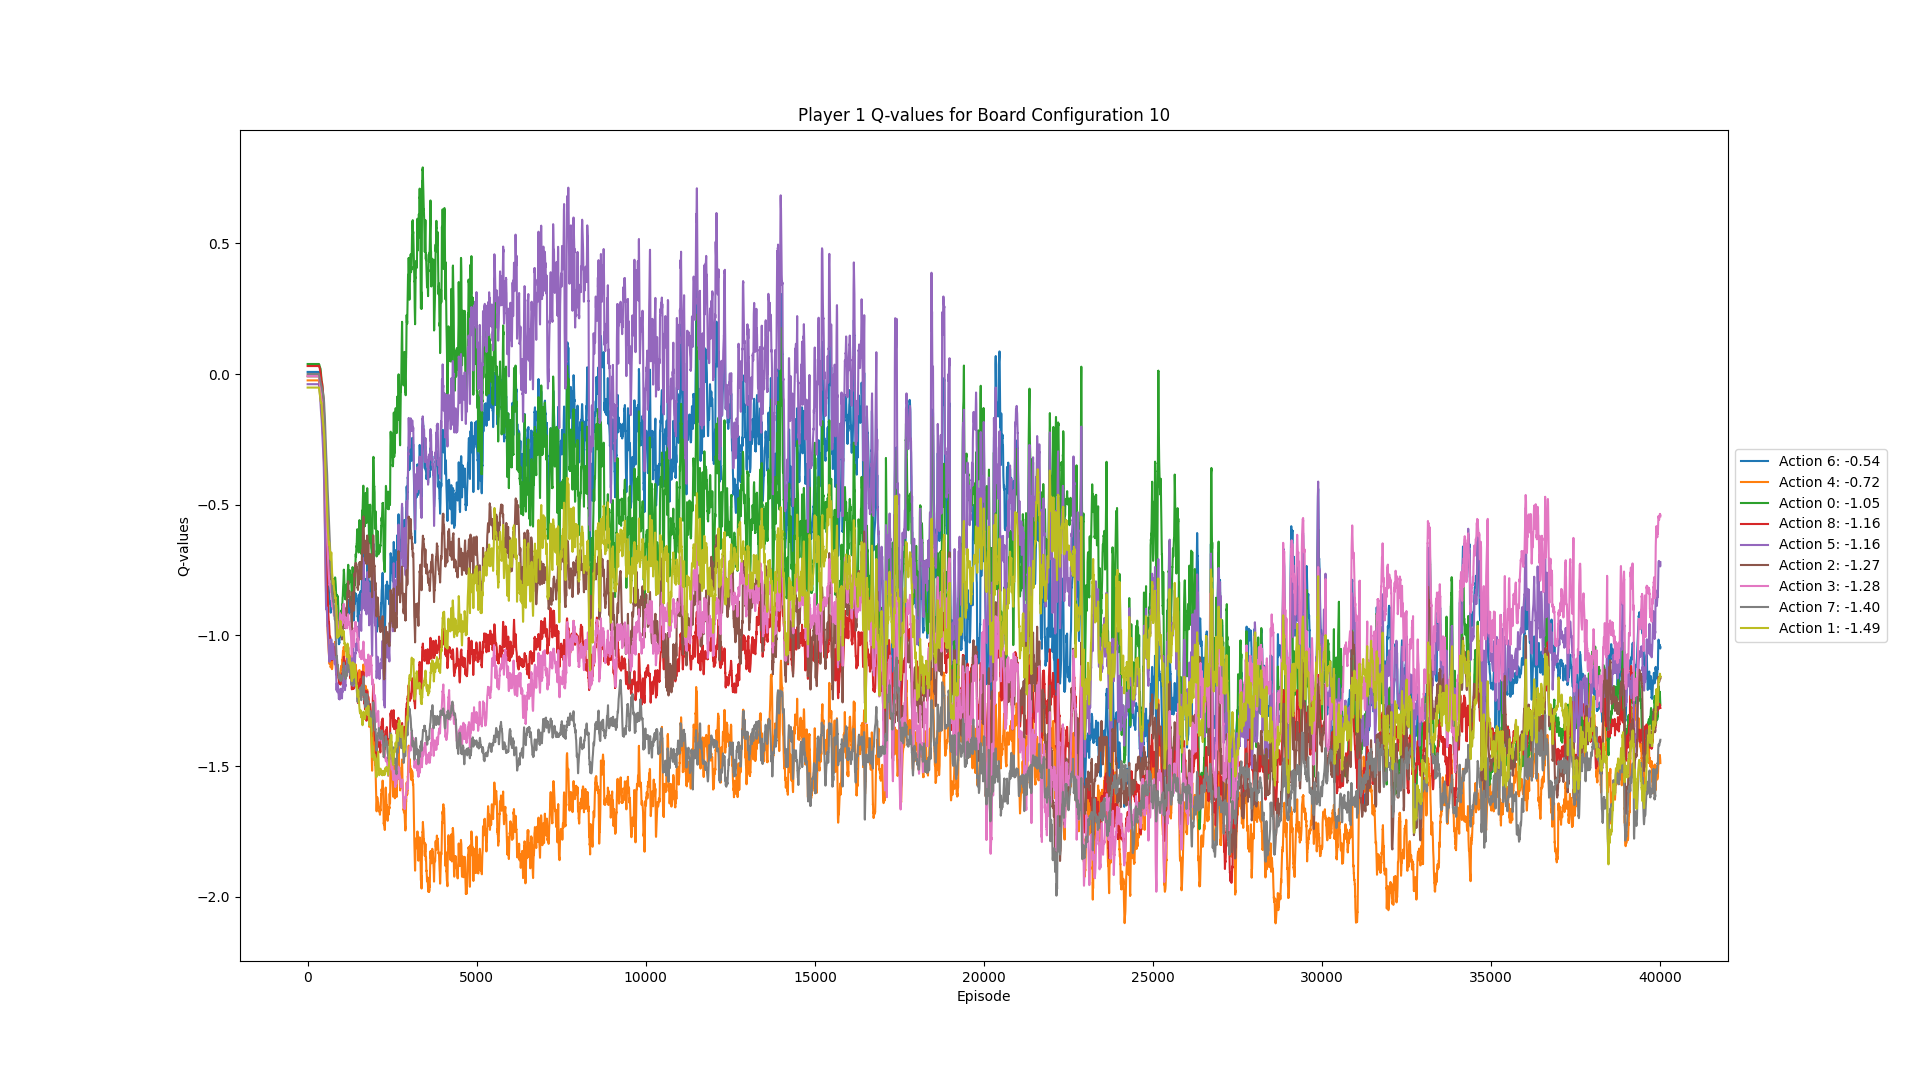 Player 1 Q-values for Board Configuration 10
Q-values
0.5
0.0
−0.5
−1.0
−1.5
−2.0
0
5000
10000
15000
20000
25000
30000
35000
40000
Episode
Action 6: -0.54
Action 4: -0.72
Action 0: -1.05
Action 8: -1.16
Action 5: -1.16
Action 2: -1.27
Action 3: -1.28
Action 7: -1.40
Action 1: -1.49